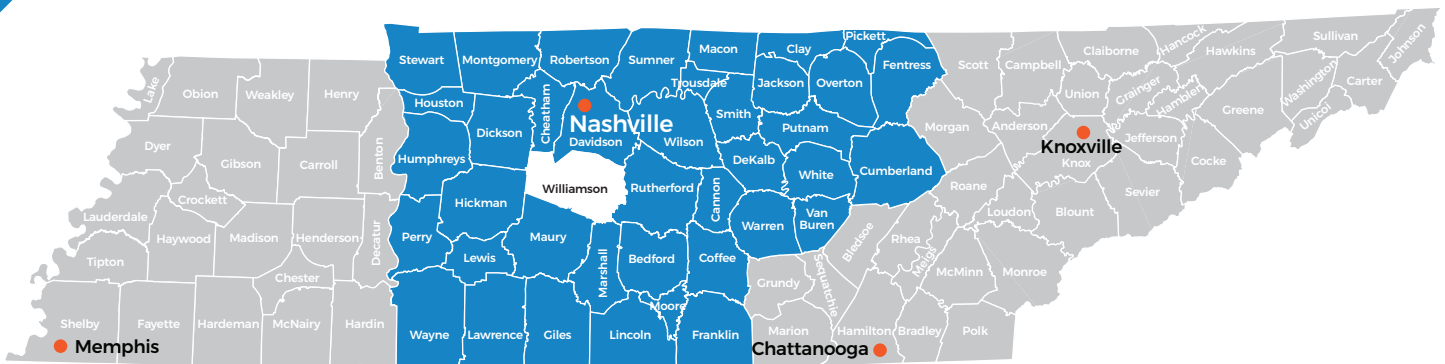 Stewart
Montgomery
Robertson
Sumner
Macon
Clay
Pickett
Fentress
Scott
Campbell
Claiborne
Hancock
Hawkins
Sullivan
Johnson
Lake
Obion
Weakley
Henry
Houston
Dickson
Cheatham
Nashville
Davidson
Trousdale
Wilson
Smith
Jackson
Overton
Putnam
Union
Grainger
Hamblen
Washington
Carter
Unicoi
Greene
Dyer
Gibson
Carroll
Benton
Humphreys
Williamson
Rutherford
Cannon
DeKalb
White
Cumberland
Morgan
Anderson
Knoxville
Knox
Jefferson
Cocke
Sevier
Lauderdale
Crockett
Haywood
Madison
Henderson
Decatur
Perry
Hickman
Lewis
Maury
Marshall
Bedford
Coffee
Warren
Van
Buren
Bledsoe
Rhea
Roane
Loudon
Blount
Tipton
Chester
Grundy
Sequatchie
Meigs
McMinn
Monroe
Shelby
Fayette
Hardeman
McNairy
Hardin
Wayne
Lawrence
Giles
Lincoln
Moore
Franklin
Marion
Hamilton
Bradley
Polk
Memphis
Chattanooga